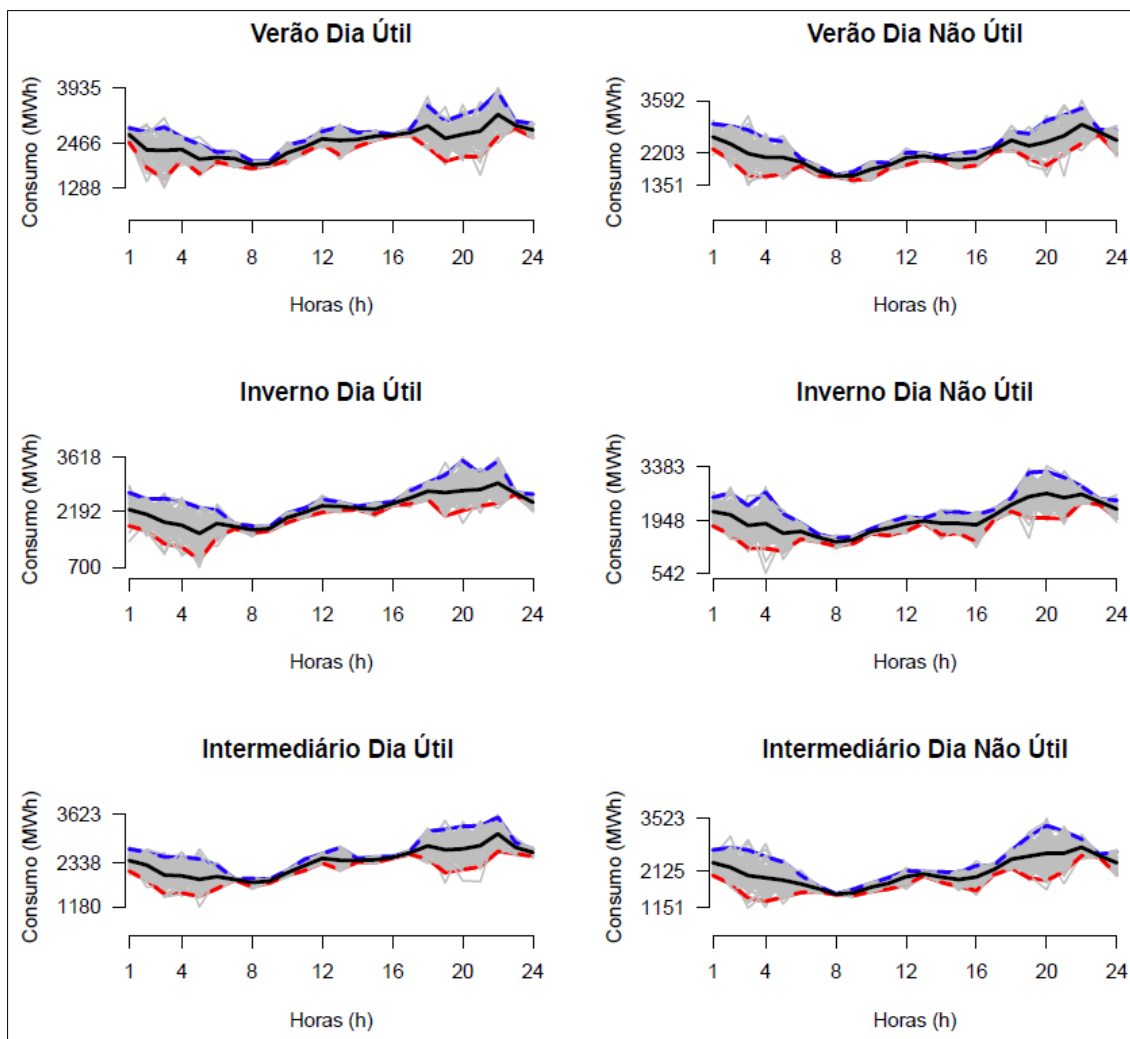 Verão Dia Útil
Consumo (MWh)
3935
2466
1288
1 4 8 12 16 20 24
Horas (h)
Verão Dia Não Útil
Consumo (MWh)
3592
2203
1351
1 4 8 12 16 20 24
Horas (h)
Inverno Dia Útil
Consumo (MWh)
3618
2192
700
1 4 8 12 16 20 24
Horas (h)
Inverno Dia Não Útil
Consumo (MWh)
3383
1948
542
1 4 8 12 16 20 24
Horas (h)
Intermediário Dia Útil
Consumo (MWh)
3623
2338
1180
1 4 8 12 16 20 24
Horas (h)
Intermediário Dia Não Útil
Consumo (MWh)
3523
2125
1151
1 4 8 12 16 20 24
Horas (h)